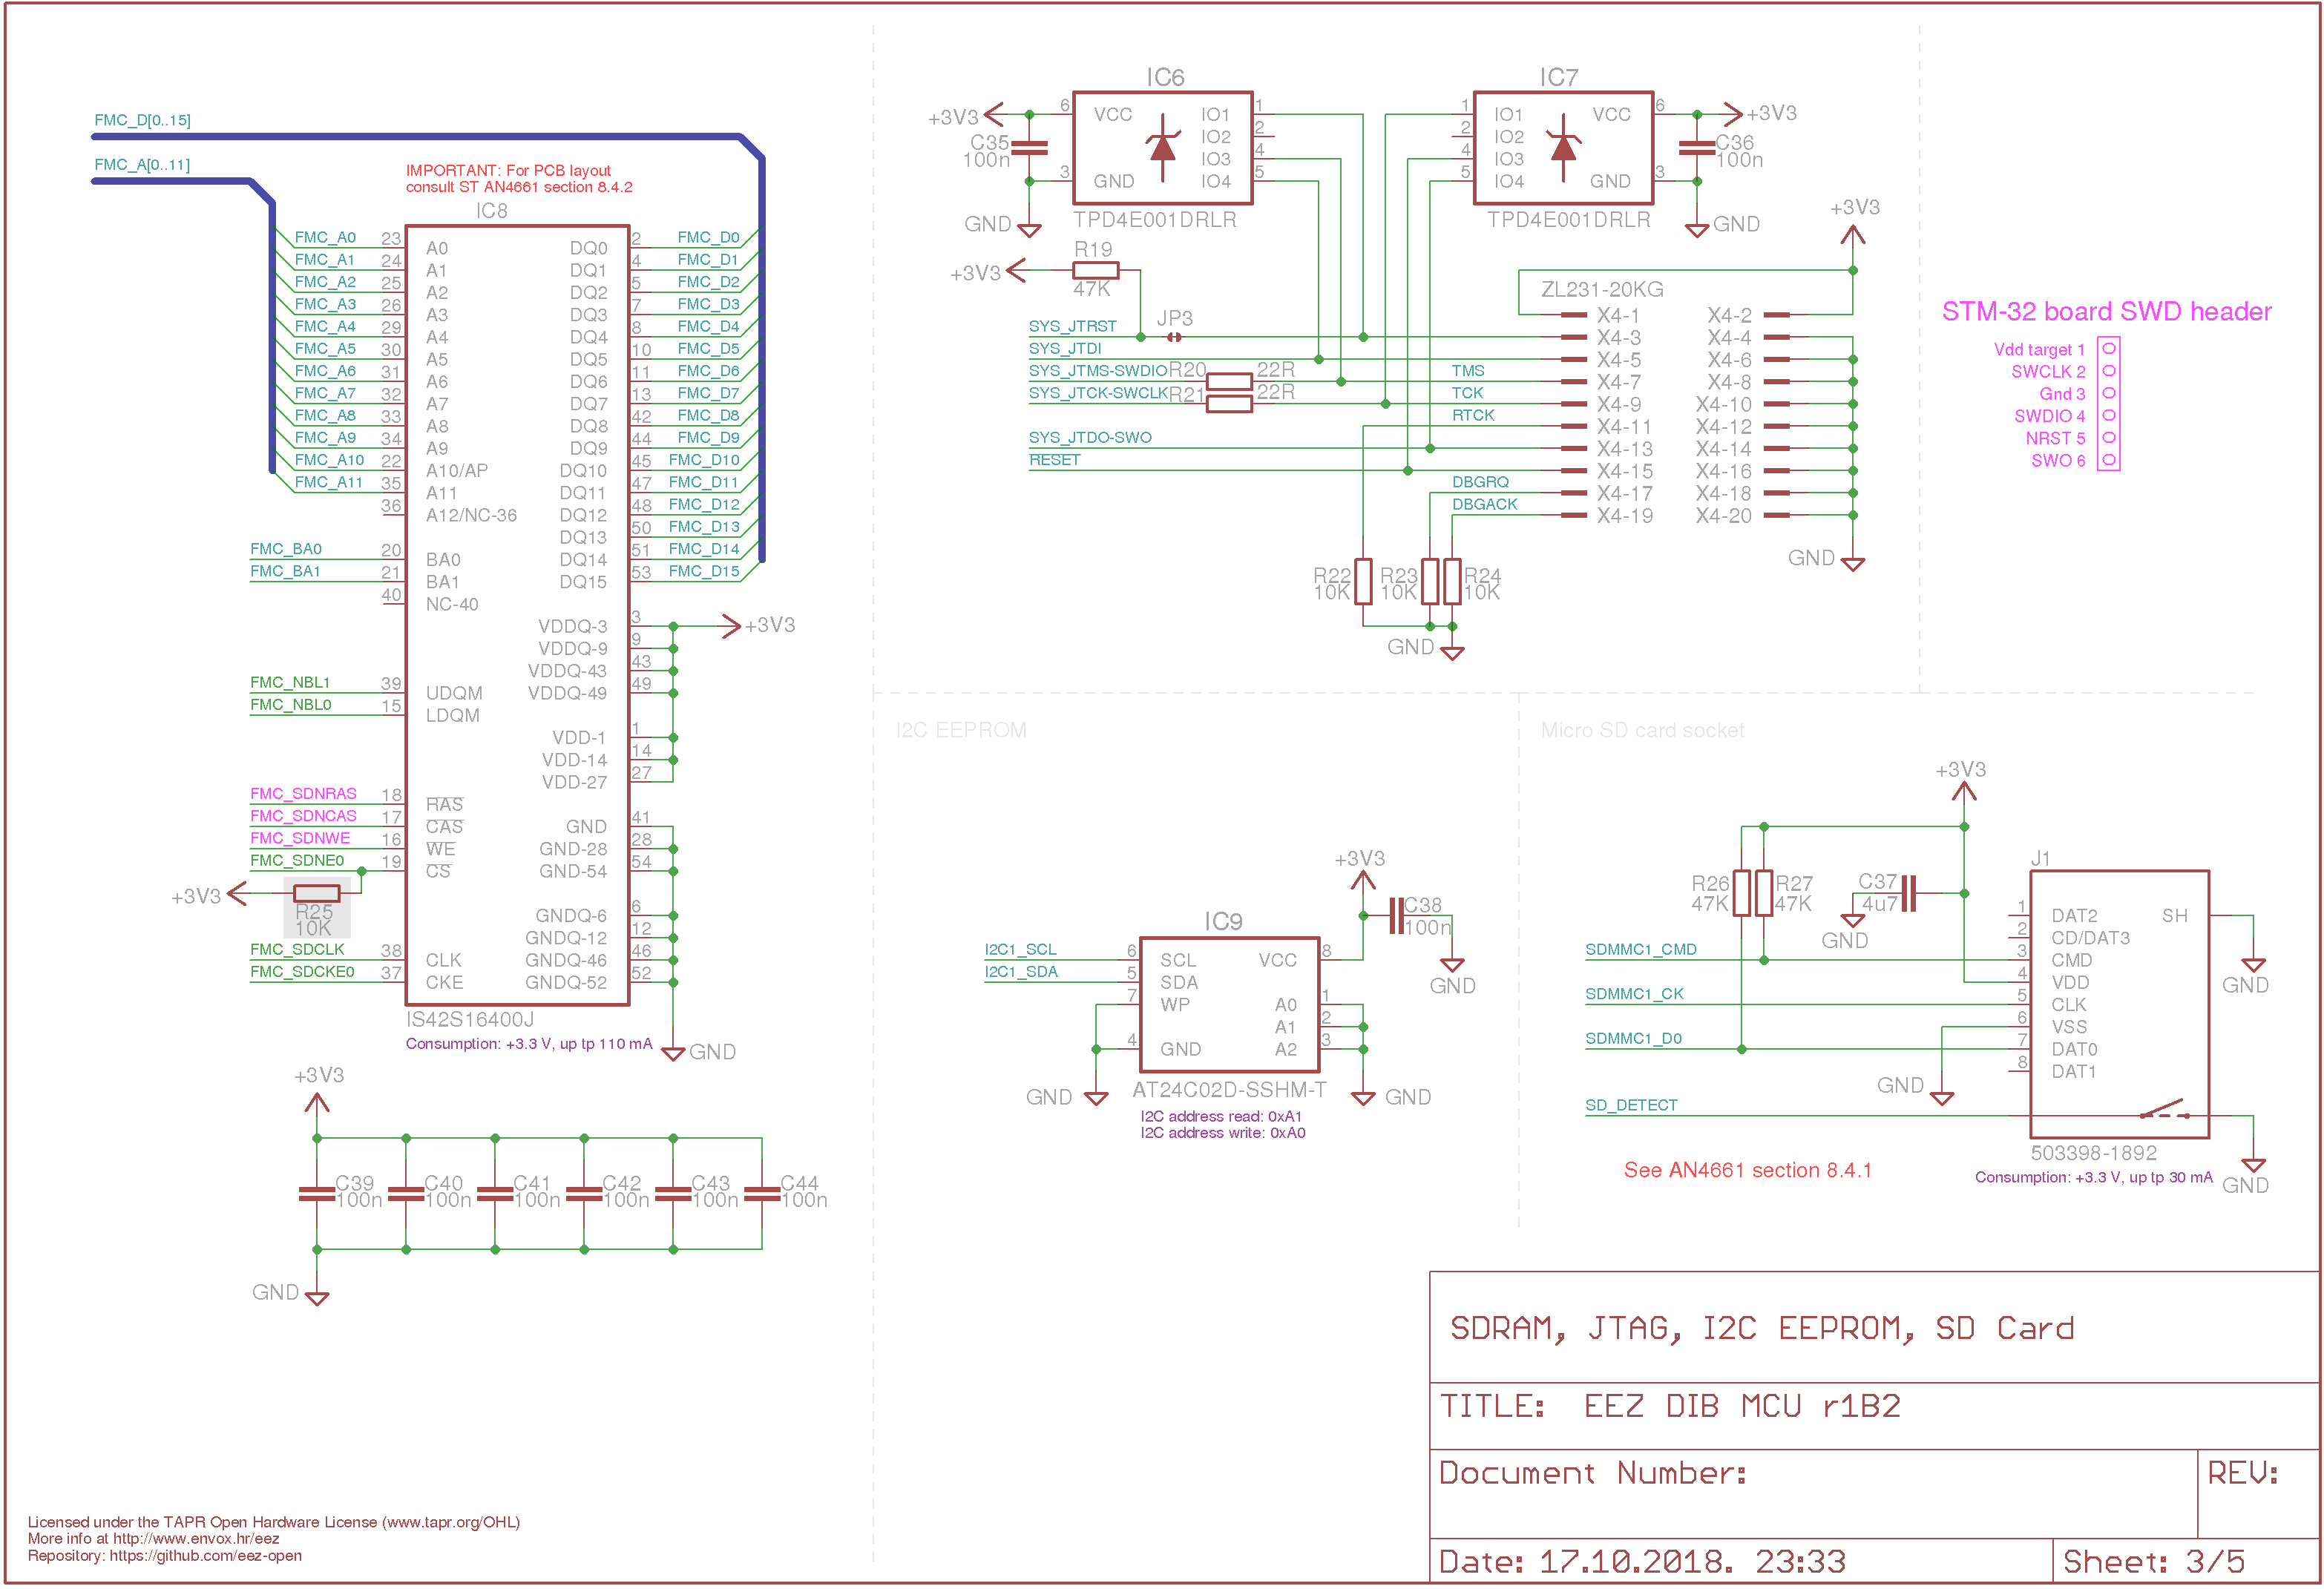 FMC_D[0..15]
FMC_A[0..11]
IMPORTANT: For PCB layout
consult ST AN4661 section 8.4.2
IC8
FMC_A0 23 A0 DQ0 2 FMC_D0
FMC_A1 24 A1 DQ1 4 FMC_D1
FMC_A2 25 A2 DQ2 5 FMC_D2
FMC_A3 26 A3 DQ3 7 FMC_D3
FMC_A4 29 A4 DQ4 8 FMC_D4
FMC_A5 30 A5 DQ5 10 FMC_D5
FMC_A6 31 A6 DQ6 11 FMC_D6
FMC_A7 32 A7 DQ7 13 FMC_D7
FMC_A8 33 A8 DQ8 42 FMC_D8
FMC_A9 34 A9 DQ9 44 FMC_D9
FMC_A10 22 A10/AP DQ10 45 FMC_D10
FMC_A11 35 A11 DQ11 47 FMC_D11
36 A12/NC-36 DQ12 48 FMC_D12
DQ13 50 FMC_D13
FMC_BA0 20 BA0 DQ14 51 FMC_D14
FMC_BA1 21 BA1 DQ15 53 FMC_D15
40 NC-40
VDDQ-3 3 +3V3
VDDQ-9 9
VDDQ-43 43
FMC_NBL1 39 UDQM VDDQ-49 49
FMC_NBL0 15 LDQM
VDD-1 1
VDD-14 14
VDD-27 27
FMC_SDNRAS 18 RAS
FMC_SDNCAS 17 CAS GND 41
FMC_SDNWE 16 WE GND-28 28
FMC_SDNE0 19 CS GND-54 54
+3V3
R25
10K
GNDQ-6 6
GNDQ-12 12
FMC_SDCLK 38 CLK GNDQ-46 46
FMC_SDCKE0 37 CKE GNDQ-52 52
IS42S16400J
Consumption: +3.3 V, up tp 110 mA
GND
+3V3
C39 C40 C41 C42 C43 C44
100n 100n 100n 100n 100n 100n
GND
IC6
+3V3
C35
100n
GND
6 VCC IO1 1
IO2 2
IO3 4
3 GND IO4 5
TPD4E001DRLR
IC7
1 IO1 VCC 6
2 IO2
4 IO3
5 IO4 GND 3
TPD4E001DRLR
+3V3
C36
100n
GND
+3V3
R19
47K
+3V3
ZL231-20KG
JP3
X4-1 X4-2
SYS_JTRST X4-3 X4-4
SYS_JTDI X4-5 X4-6
SYS_JTMS-SWDIO R20 22R TMS X4-7 X4-8
SYS_JTCK-SWCLK R21 22R TCK X4-9 X4-10
RTCK X4-11 X4-12
SYS_JTDO-SWO X4-13 X4-14
RESET X4-15 X4-16
DBGRQ X4-17 X4-18
DBGACK X4-19 X4-20
GND
R22 R23 R24
10K 10K 10K
GND
STM-32 board SWD header
Vdd target 1
SWCLK 2
Gnd 3
SWDIO 4
NRST 5
SWO 6
I2C EEPROM
+3V3
C38
100n
GND
IC9
I2C1_SCL 6 SCL VCC 8
I2C1_SDA 5 SDA
7 WP A0 1
A1 2
4 GND A2 3
GND AT24C02D-SSHM-T GND
I2C address read: 0xA1
I2C address write: 0xA0
Micro SD card socket
+3V3
R26 R27
47K 47K
C37
4u7
GND
J1
1 DAT2 SH
2 CD/DAT3
SDMMC1_CMD 3 CMD
4 VDD
SDMMC1_CK 5 CLK
6 VSS
SDMMC1_D0 7 DAT0
8 DAT1
GND
GND
SD_DETECT
503398-1892
See AN4661 section 8.4.1
Consumption: +3.3 V, up tp 30 mA
GND
SDRAM, JTAG, I2C EEPROM, SD Card
TITLE: EEZ DIB MCU r1B2
Document Number:
REV:
Date: 17.10.2018. 23:33
Sheet: 3/5
Licensed under the TAPR Open Hardware License (www.tapr.org/OHL)
More info at http://www.envox.hr/eez
Repository: https://github.com/eez-open